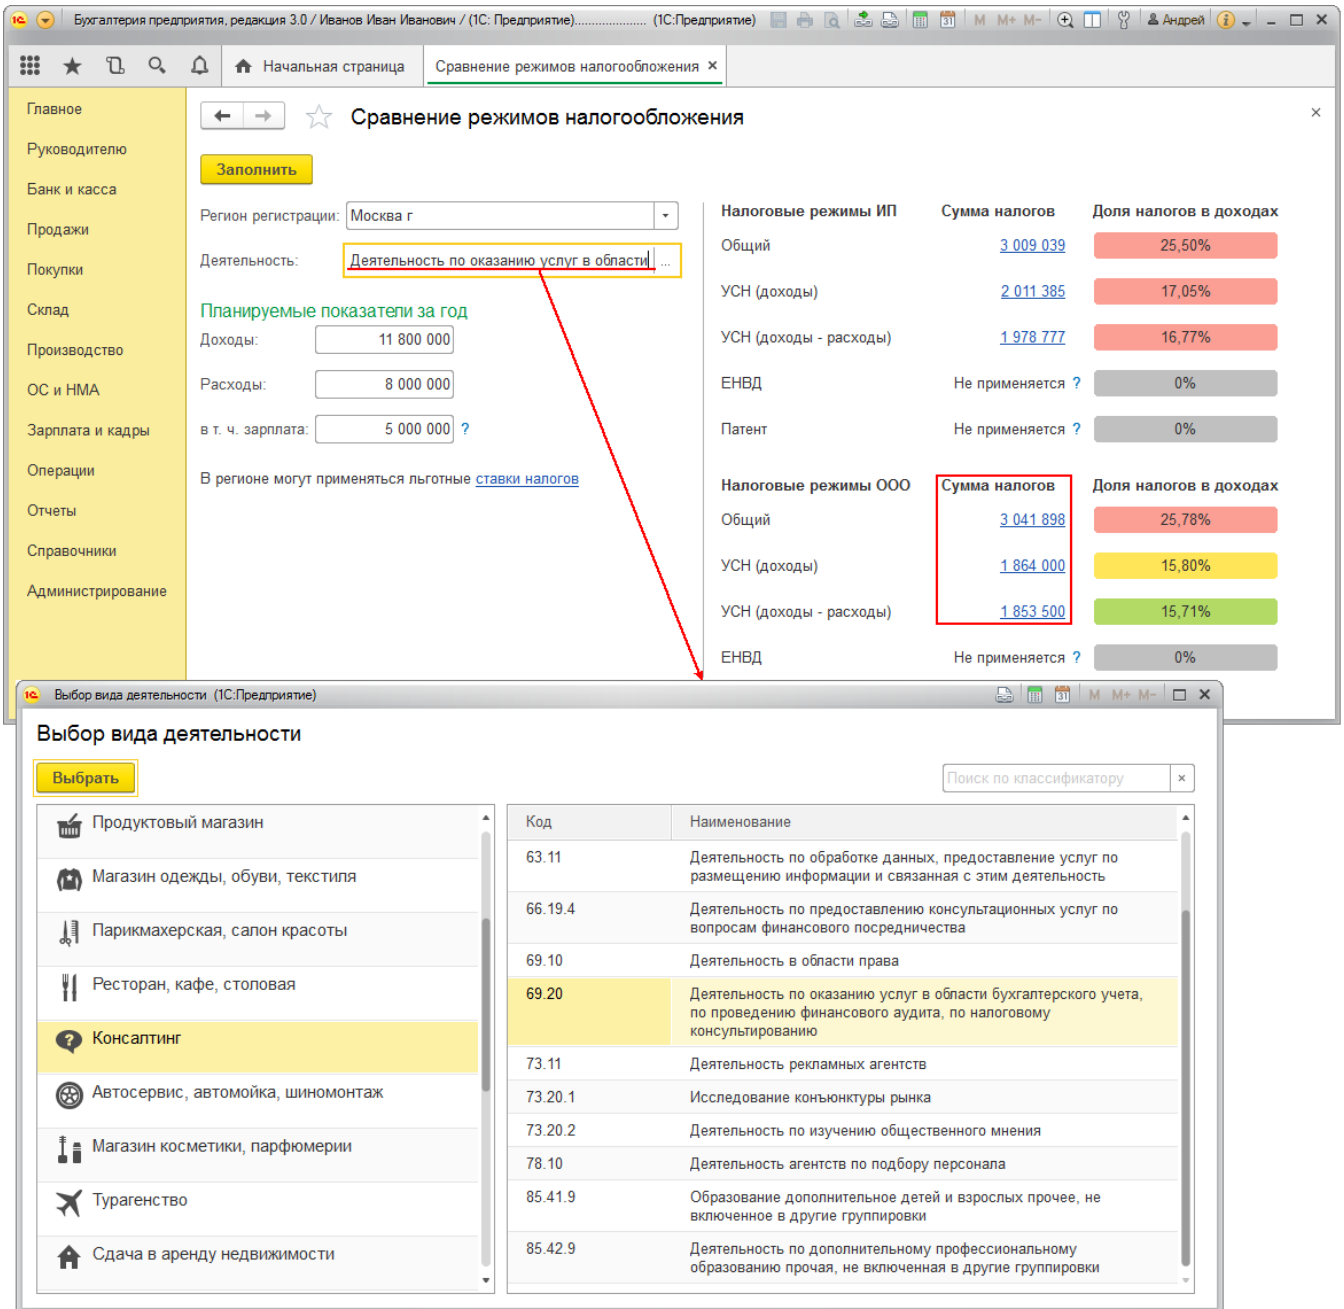 Бухгалтерия предприятия, редакция 3.0 / Иванов Иван Иванович / (1С: Предприятие)................... (1С:Предприятие) M M+ M- Андрей
Начальная страница Сравнение режимов налогообложения ×
Главное
Руководителю
Банк и касса
Продажи
Покупки
Склад
Производство
ОС и НМА
Зарплата и кадры
Операции
Отчеты
Справочники
Администрирование
Сравнение режимов налогообложения
Заполнить
Регион регистрации: Москва г
Деятельность: Деятельность по оказанию услуг в области ...
Планируемые показатели за год
Доходы: 11 800 000
Расходы: 8 000 000
в т. ч. зарплата: 5 000 000 ?
В регионе могут применяться льготные ставки налогов
Налоговые режимы ИП Сумма налогов Доля налогов в доходах
Общий 3 009 039 25,50%
УСН (доходы) 2 011 385 17,05%
УСН (доходы - расходы) 1 978 777 16,77%
ЕНВД Не применяется ? 0%
Патент Не применяется ? 0%
Налоговые режимы ООО Сумма налогов Доля налогов в доходах
Общий 3 041 898 25,78%
УСН (доходы) 1 864 000 15,80%
УСН (доходы - расходы) 1 853 500 15,71%
ЕНВД Не применяется ? 0%
Выбор вида деятельности (1С:Предприятие) M M+ M-
Выбор вида деятельности
Выбрать
Поиск по классификатору ×
Продуктовый магазин
Магазин одежды, обуви, текстиля
Парикмахерская, салон красоты
Ресторан, кафе, столовая
Консалтинг
Автосервис, автомойка, шиномонтаж
Магазин косметики, парфюмерии
Турагенство
Сдача в аренду недвижимости
Код Наименование
63.11 Деятельность по обработке данных, предоставление услуг по
размещению информации и связанная с этим деятельность
66.19.4 Деятельность по предоставлению консультационных услуг по
вопросам финансового посредничества
69.10 Деятельность в области права
69.20 Деятельность по оказанию услуг в области бухгалтерского учета,
по проведению финансового аудита, по налоговому
консультированию
73.11 Деятельность рекламных агентств
73.20.1 Исследование конъюнктуры рынка
73.20.2 Деятельность по изучению общественного мнения
78.10 Деятельность агентств по подбору персонала
85.41.9 Образование дополнительное детей и взрослых прочее, не
включенное в другие группировки
85.42.9 Деятельность по дополнительному профессиональному
образованию прочая, не включенная в другие группировки